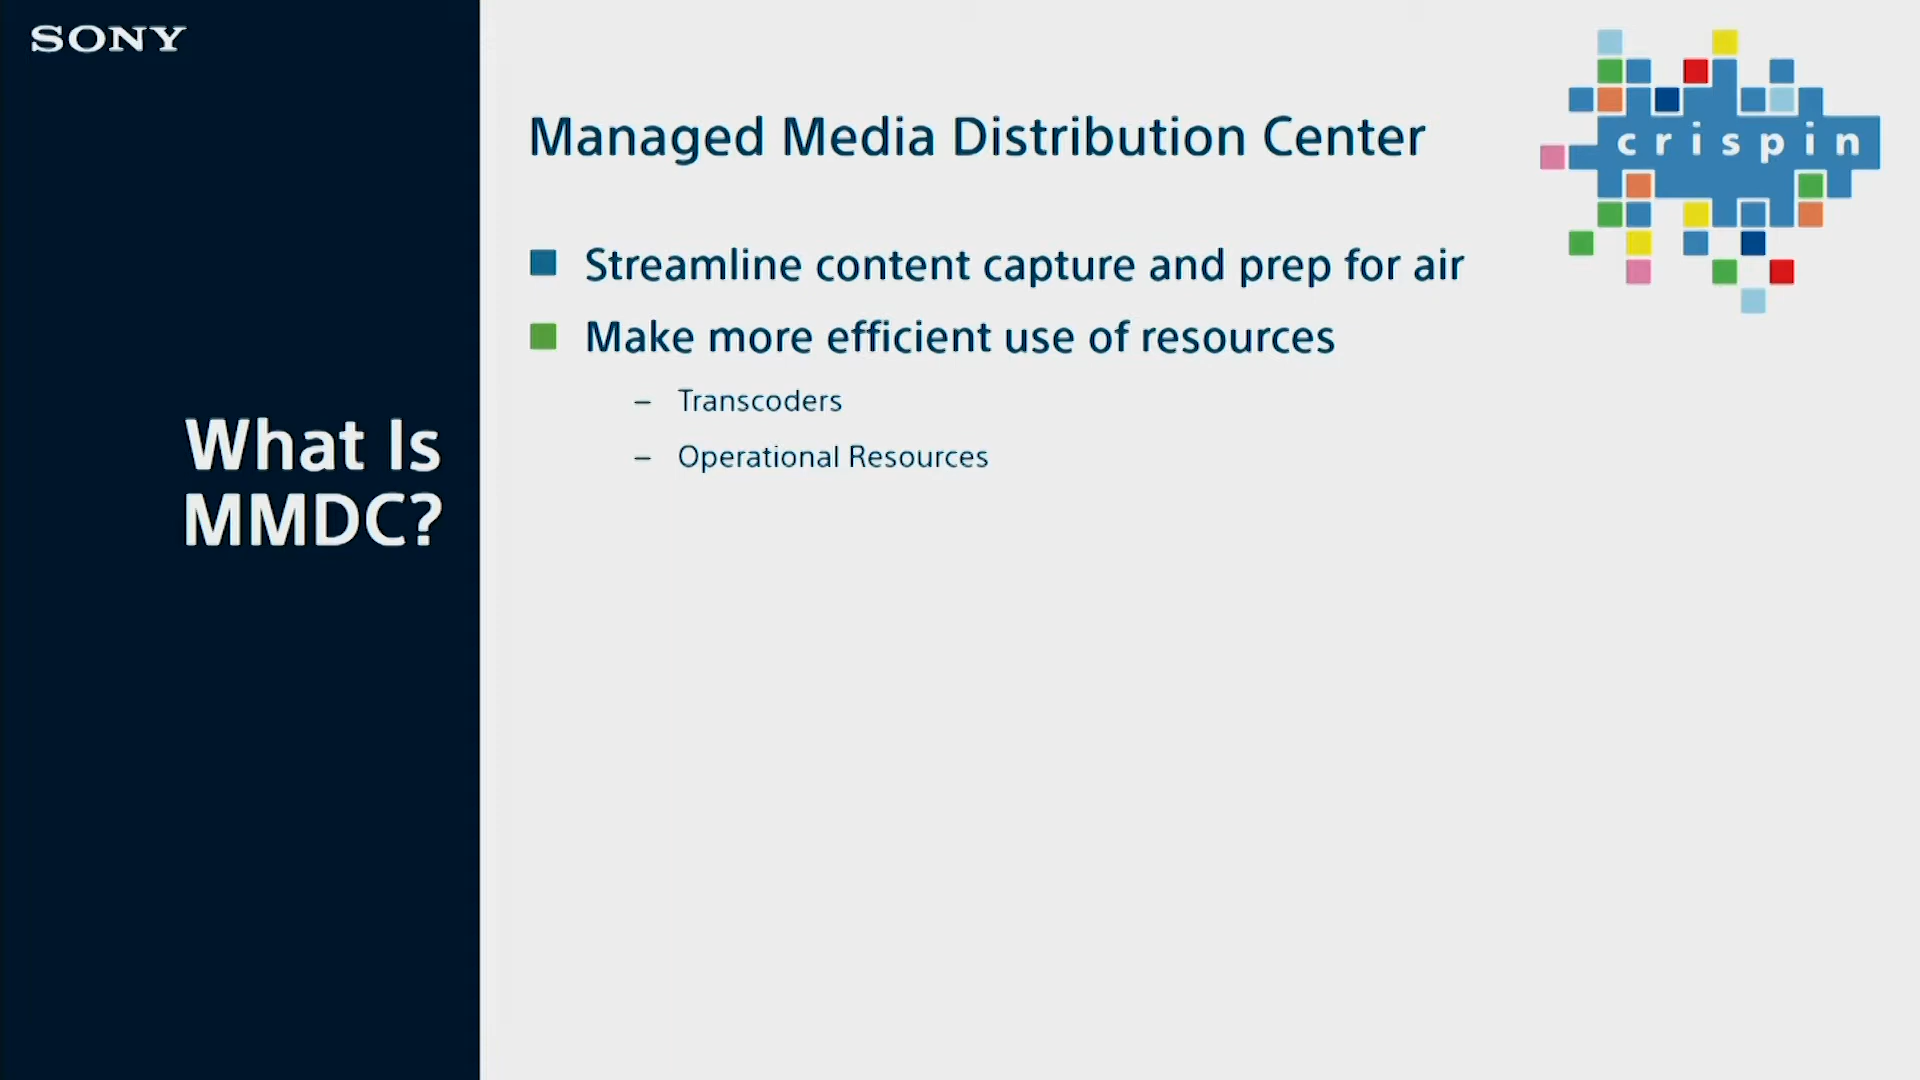 SONY
What Is
MMDC?
Managed Media Distribution Center
crispin
Streamline content capture and prep for air
Make more efficient use of resources
– Transcoders
– Operational Resources